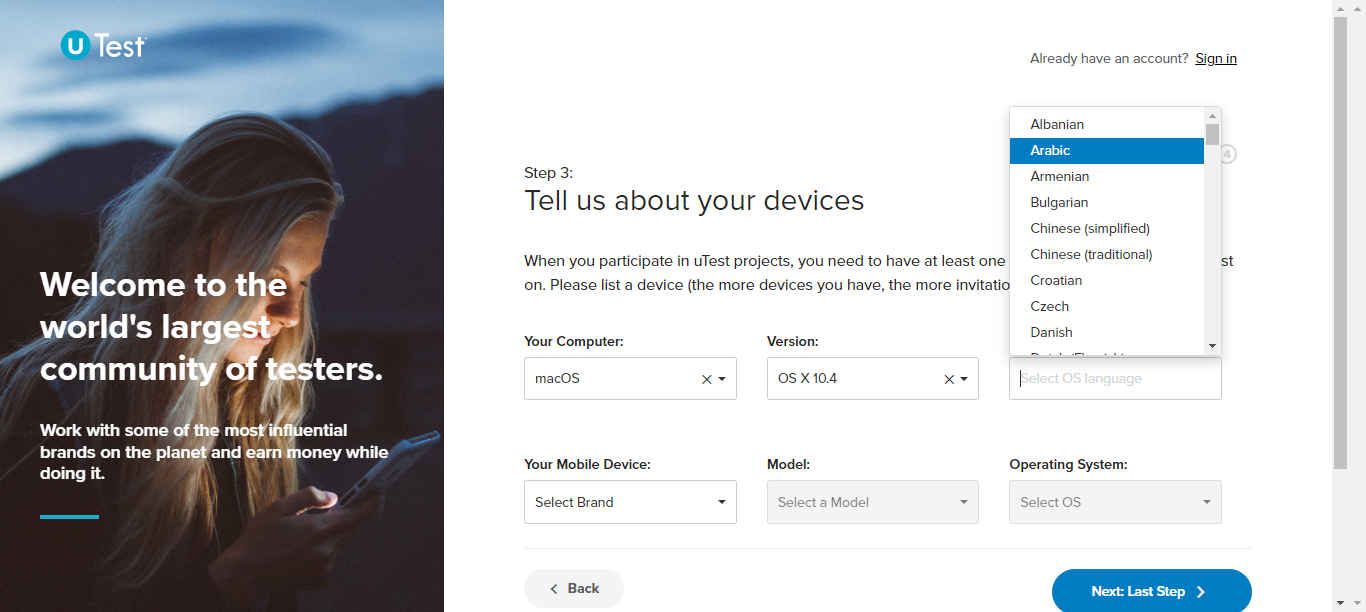 U Test
Already have an account? Sign in
Albanian
Arabic
Armenian
Bulgarian
Chinese (simplified)
Chinese (traditional)
Croatian
Czech
Danish
4
Step 3:
Tell us about your devices
When you participate in uTest projects, you need to have at least one st
on. Please list a device (the more devices you have, the more invitatio
Welcome to the
world's largest
community of testers.
Work with some of the most influential
brands on the planet and earn money while
doing it.
Your Computer: Version:
macOS OS X 10.4 Select OS language
Your Mobile Device: Model: Operating System:
Select Brand Select a Model Select OS
Back Next: Last Step